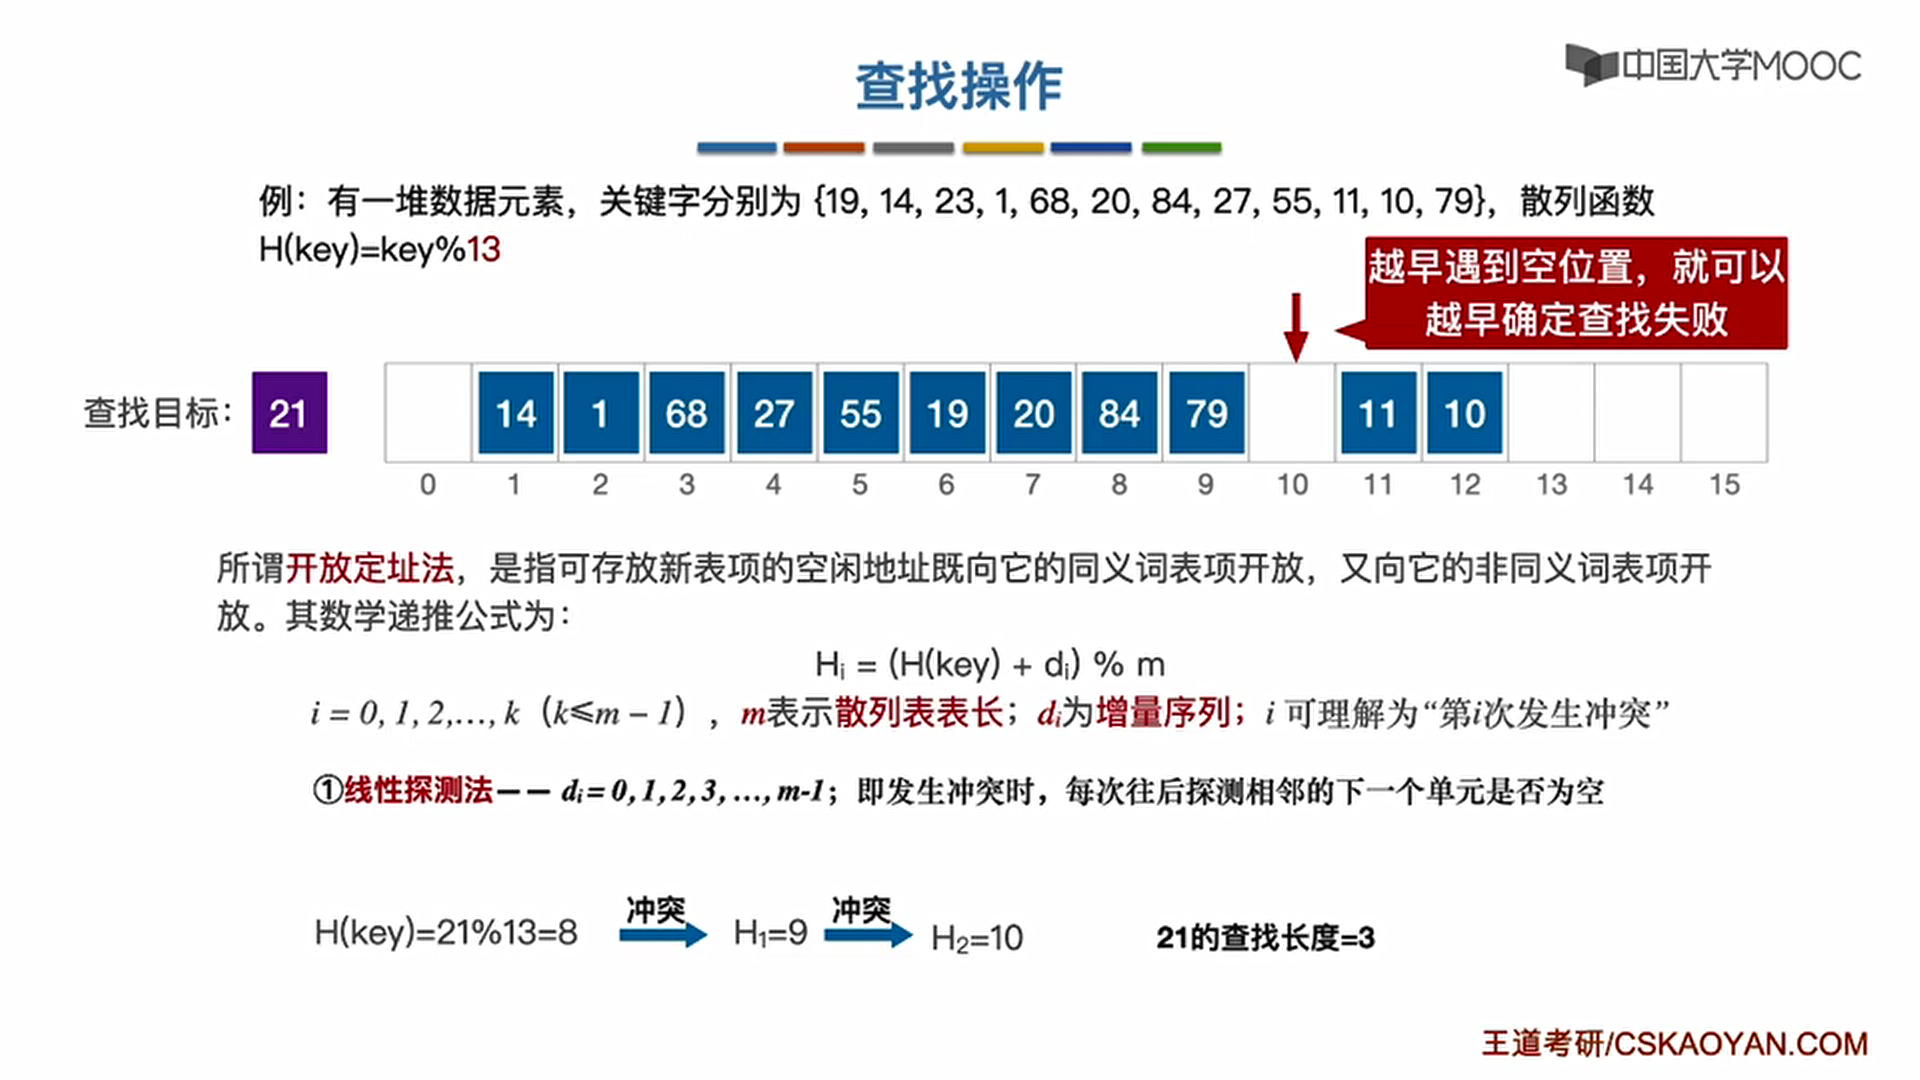 中国大学MOOC
查找操作
例：有一堆数据元素，关键字分别为 {19, 14, 23, 1, 68, 20, 84, 27, 55, 11, 10, 79}，散列函数
H(key)=key%13
越早遇到空位置，就可以
越早确定查找失败
查找目标： 21 14 1 68 27 55 19 20 84 79 11 10
0 1 2 3 4 5 6 7 8 9 10 11 12 13 14 15
所谓开放定址法，是指可存放新表项的空闲地址既向它的同义词表项开放，又向它的非同义词表项开
放。其数学递推公式为：
Hᵢ = (H(key) + dᵢ) % m
i = 0, 1, 2,…, k（k≤m − 1），m表示散列表表长；dᵢ为增量序列；i 可理解为“第i次发生冲突”
①线性探测法—— dᵢ = 0, 1, 2, 3, …, m-1；即发生冲突时，每次往后探测相邻的下一个单元是否为空
冲突 冲突
H(key)=21%13=8 H₁=9 H₂=10 21的查找长度=3
王道考研/CSKAOYAN.COM